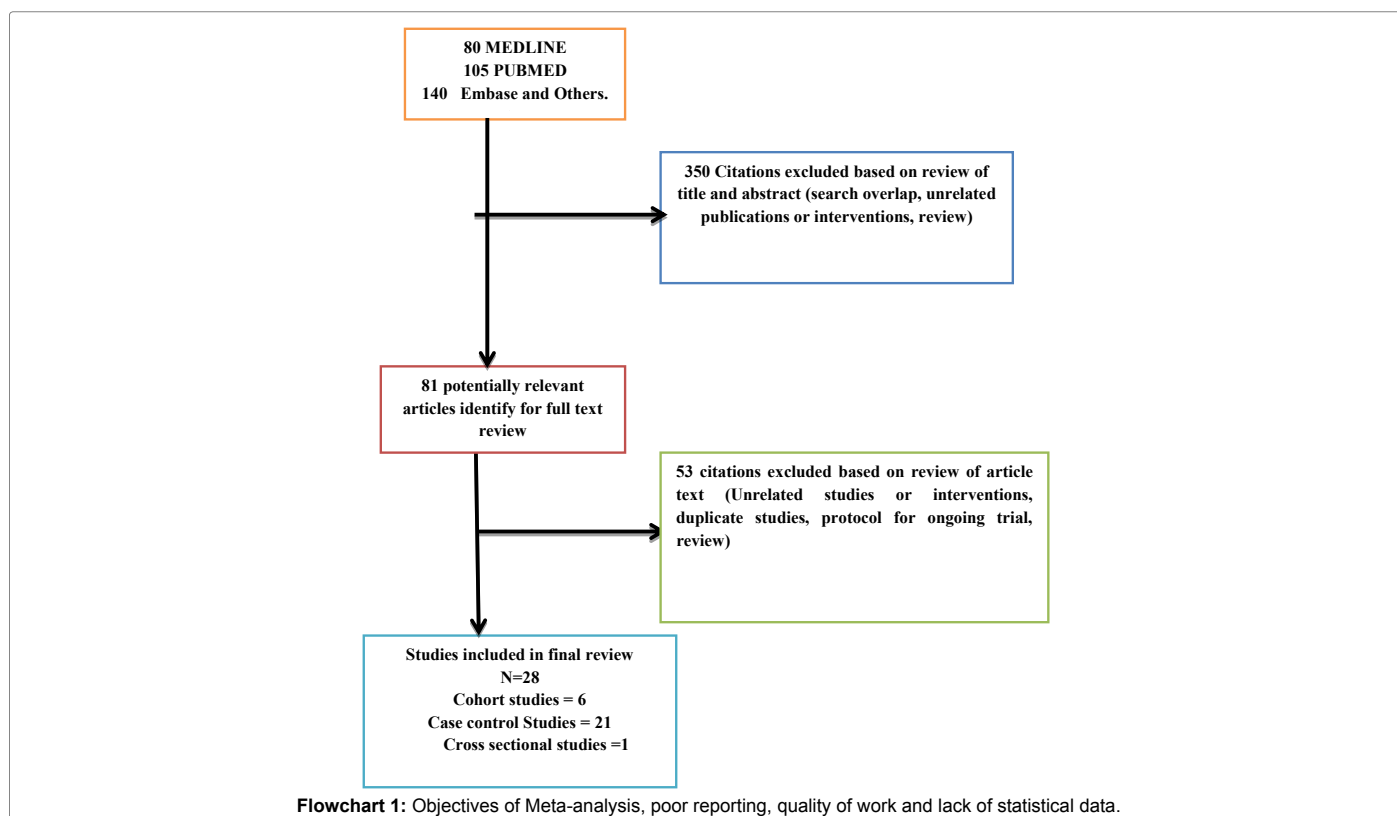 80 MEDLINE
105 PUBMED
140 Embase and Others.
350 Citations excluded based on review of
title and abstract (search overlap, unrelated
publications or interventions, review)
81 potentially relevant
articles identify for full text
review
53 citations excluded based on review of article
text (Unrelated studies or interventions,
duplicate studies, protocol for ongoing trial,
review)
Studies included in final review
N=28
Cohort studies = 6
Case control Studies = 21
Cross sectional studies =1
Flowchart 1: Objectives of Meta-analysis, poor reporting, quality of work and lack of statistical data.